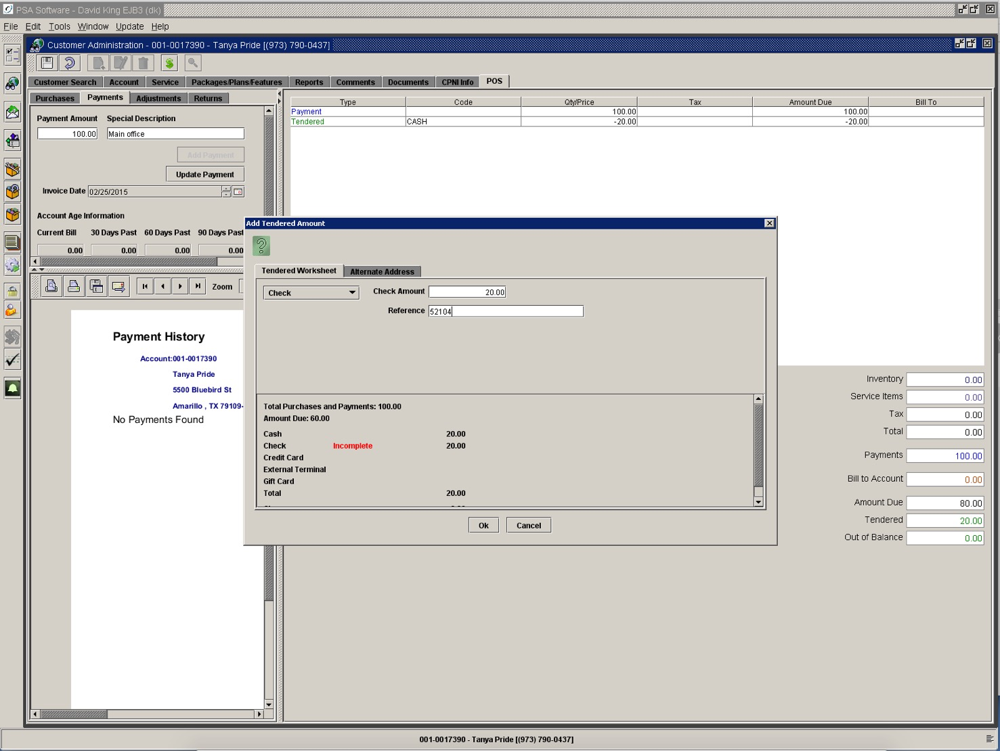 PSA Software - David King EJB3 (dk)
File Edit Tools Window Update Help
Customer Administration - 001-0017390 - Tanya Pride [(973) 790-0437]
Customer Search Account Service Packages/Plans/Features Reports Comments Documents CPNI Info POS
Purchases Payments Adjustments Returns
Payment Amount Special Description
100.00 Main office
Add Payment
Update Payment
Invoice Date 02/25/2015
Account Age Information
Current Bill 30 Days Past 60 Days Past 90 Days Past
0.00 0.00 0.00 0.00
Zoom
Payment History
Account:001-0017390
Tanya Pride
5500 Bluebird St
Amarillo , TX 79109-
No Payments Found
Type Code Qty/Price Tax Amount Due Bill To
Payment 100.00 100.00
Tendered CASH -20.00 -20.00
Add Tendered Amount
Tendered Worksheet Alternate Address
Check Check Amount 20.00
Reference 52104
Total Purchases and Payments: 100.00
Amount Due: 60.00
Cash 20.00
Check Incomplete 20.00
Credit Card
External Terminal
Gift Card
Total 20.00
Ok Cancel
Inventory 0.00
Service Items 0.00
Tax 0.00
Total 0.00
Payments 100.00
Bill to Account 0.00
Amount Due 80.00
Tendered 20.00
Out of Balance 0.00
001-0017390 - Tanya Pride [(973) 790-0437]